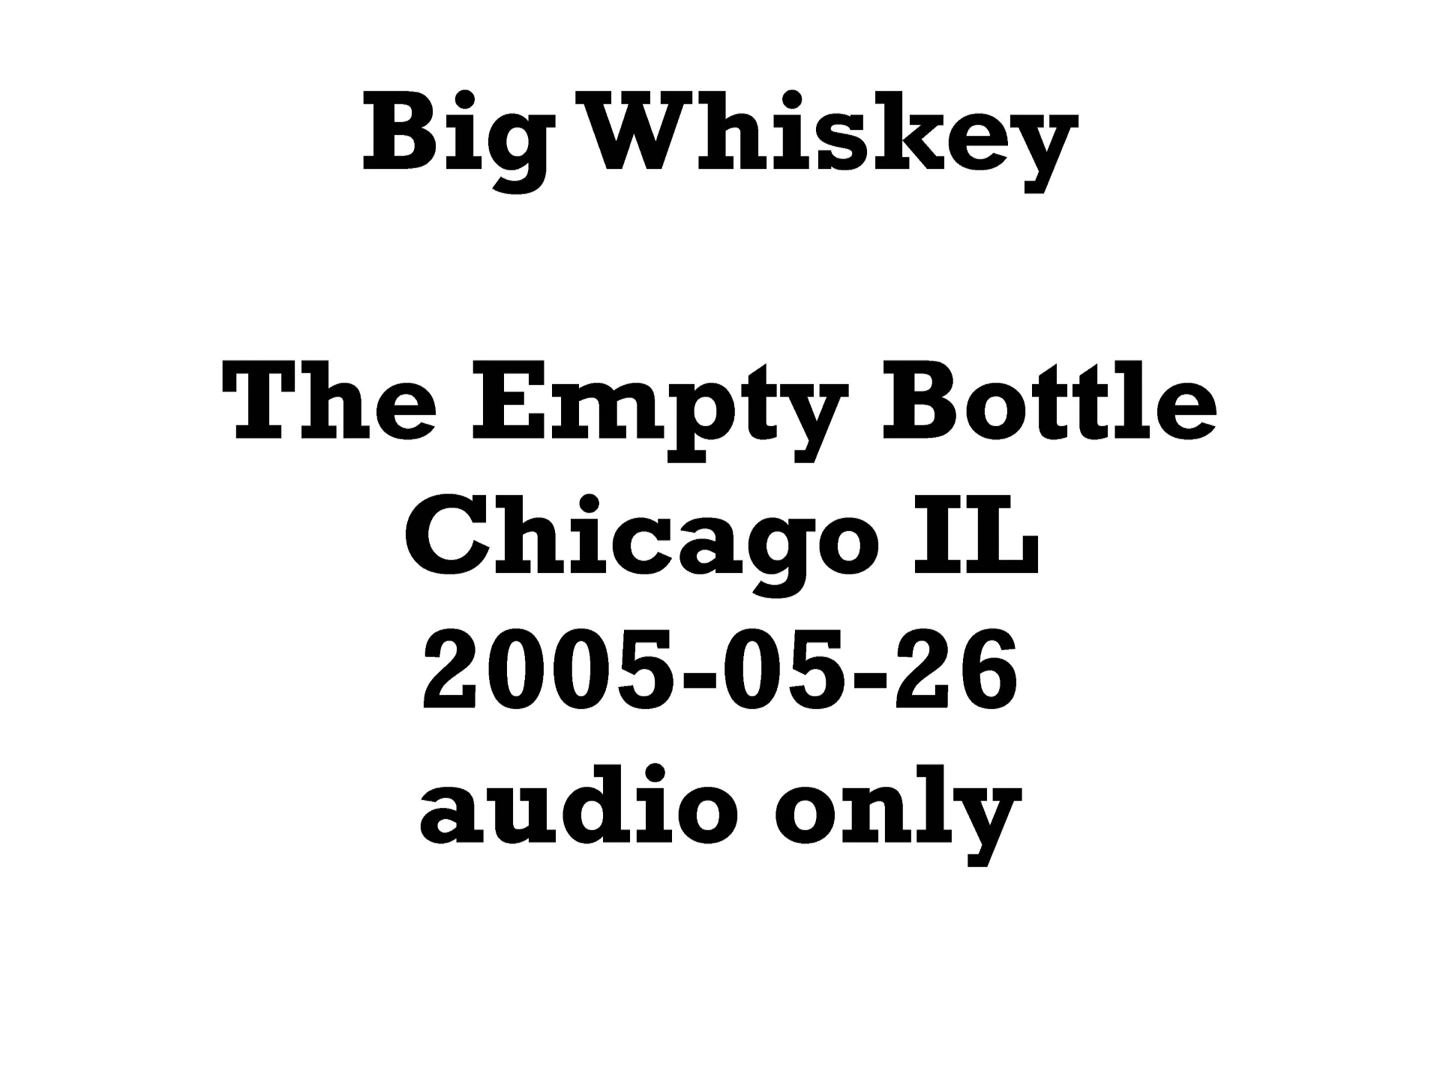 Big Whiskey
The Empty Bottle
Chicago IL
2005-05-26
audio only